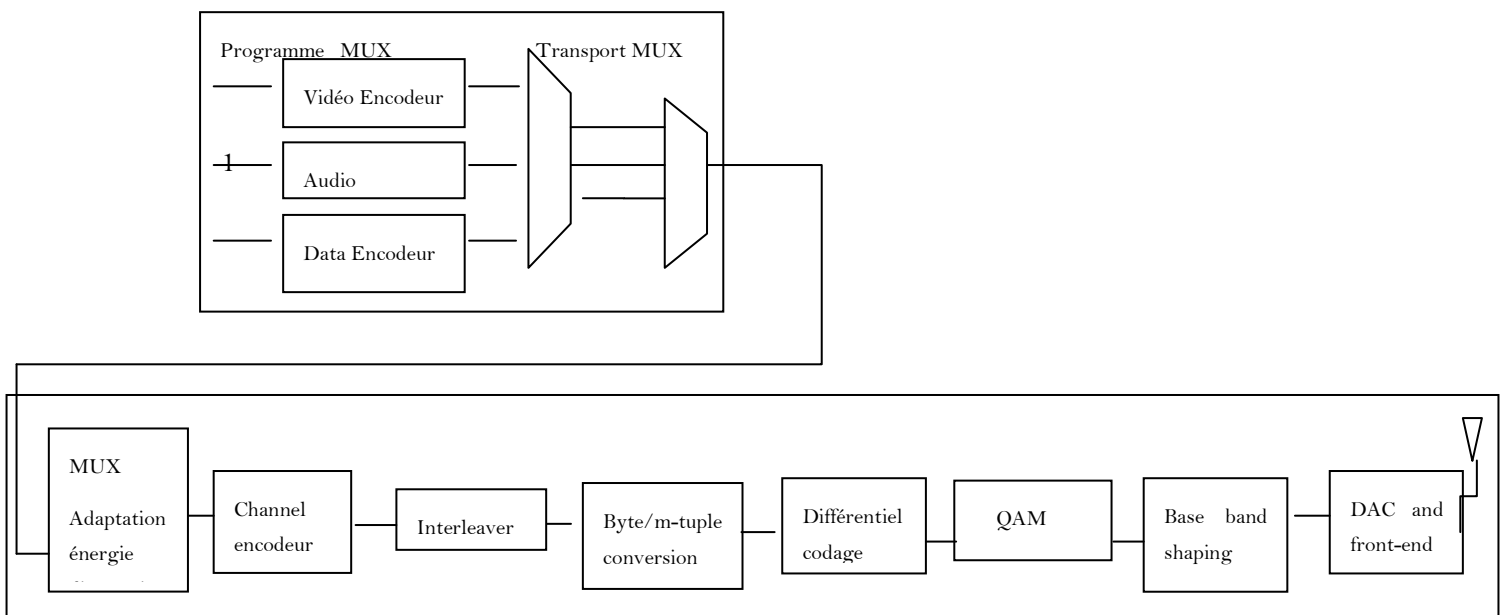 Programme MUX
Transport MUX
Vidéo Encodeur
1
Audio
Data Encodeur
MUX
Adaptation
énergie
Channel
encodeur
Interleaver
Byte/m-tuple
conversion
Différentiel
codage
QAM
Base band
shaping
DAC and
front-end